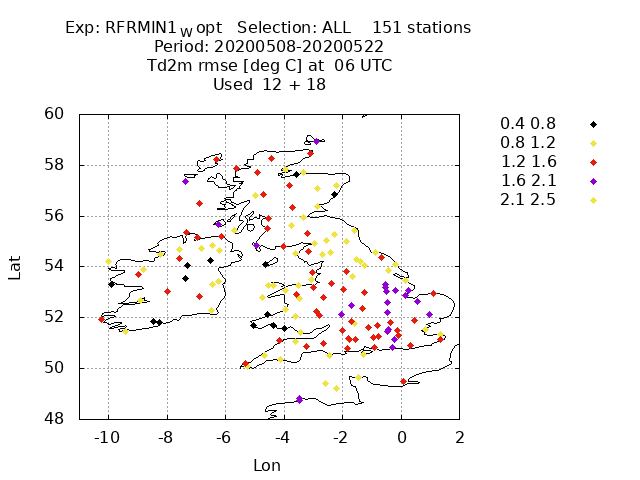 Exp: RFRMIN1Wopt Selection: ALL 151 stations
Period: 20200508-20200522
Td2m rmse [deg C] at 06 UTC
Used 12 + 18
0.4 0.8
0.8 1.2
1.2 1.6
1.6 2.1
2.1 2.5
60
58
56
54
52
50
48
Lat
-10 -8 -6 -4 -2 0 2
Lon